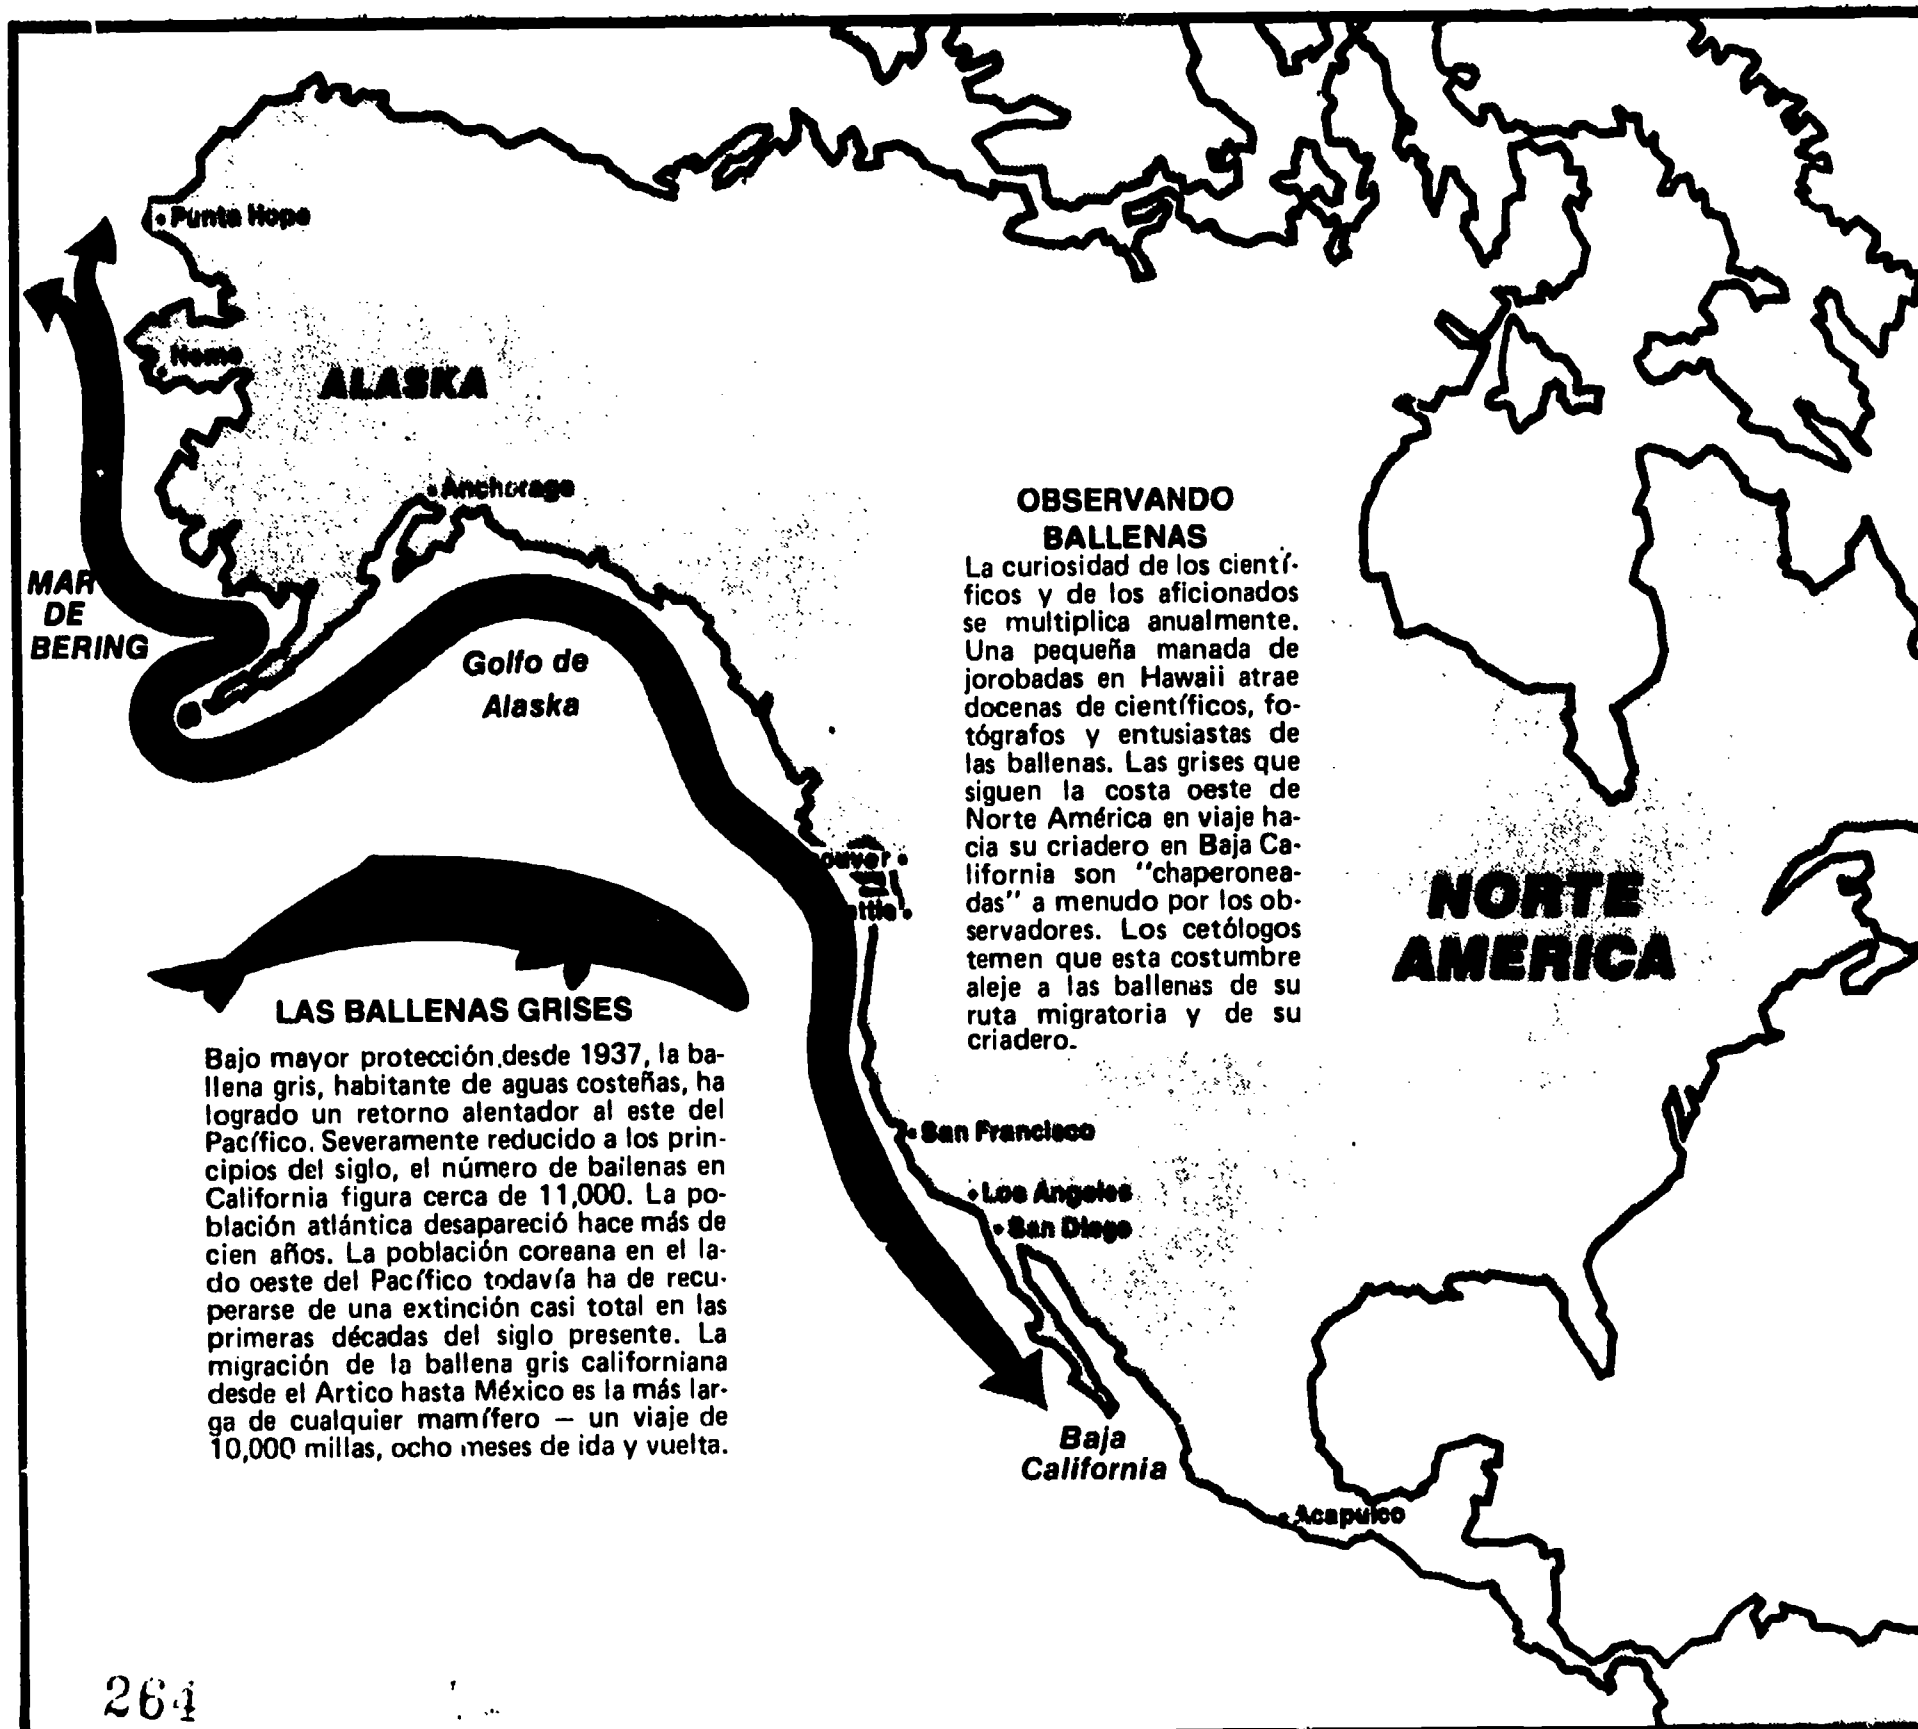 Punta Hope
Nome
ALASKA
Anchorage
MAR
DE
BERING
Golfo de
Alaska
OBSERVANDO
BALLENAS
La curiosidad de los cientí-
ficos y de los aficionados
se multiplica anualmente.
Una pequeña manada de
jorobadas en Hawaii atrae
docenas de científicos, fo-
tógrafos y entusiastas de
las ballenas. Las grises que
siguen la costa oeste de
Norte América en viaje ha-
cia su criadero en Baja Ca-
lifornia son "chaperonea-
das" a menudo por los ob-
servadores. Los cetólogos
temen que esta costumbre
aleje a las ballenas de su
ruta migratoria y de su
criadero.
ouver
attle
NORTE
AMERICA
LAS BALLENAS GRISES
Bajo mayor protección desde 1937, la ba-
llena gris, habitante de aguas costeñas, ha
logrado un retorno alentador al este del
Pacífico. Severamente reducido a los prin-
cipios del siglo, el número de bailenas en
California figura cerca de 11,000. La po-
blación atlántica desapareció hace más de
cien años. La población coreana en el la-
do oeste del Pacífico todavía ha de recu-
perarse de una extinción casi total en las
primeras décadas del siglo presente. La
migración de la ballena gris californiana
desde el Artico hasta México es la más lar-
ga de cualquier mamífero — un viaje de
10,000 millas, ocho meses de ida y vuelta.
San Francisco
Los Angeles
San Diego
Baja
California
Acapulco
264